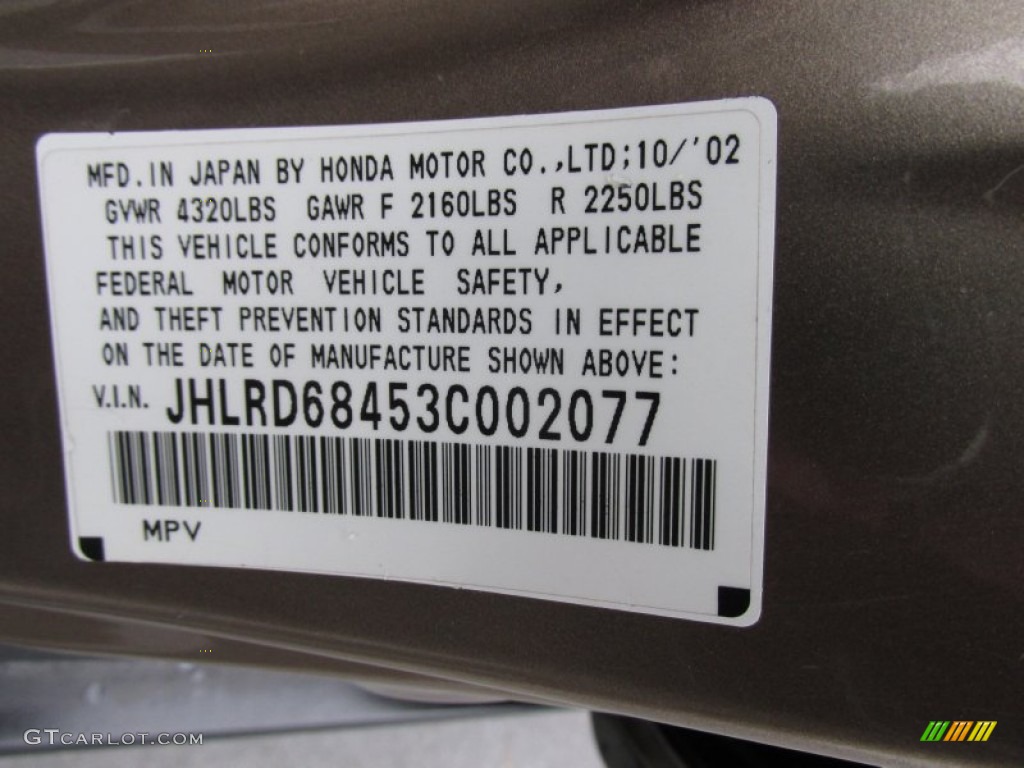 MFD. IN JAPAN BY HONDA MOTOR CO.,LTD;10/'02
GVWR 4320LBS GAWR F 2160LBS R 2250LBS
THIS VEHICLE CONFORMS TO ALL APPLICABLE
FEDERAL MOTOR VEHICLE SAFETY,
AND THEFT PREVENTION STANDARDS IN EFFECT
ON THE DATE OF MANUFACTURE SHOWN ABOVE:
V.I.N. JHLRD68453C002077
MPV
GTCARLOT.COM